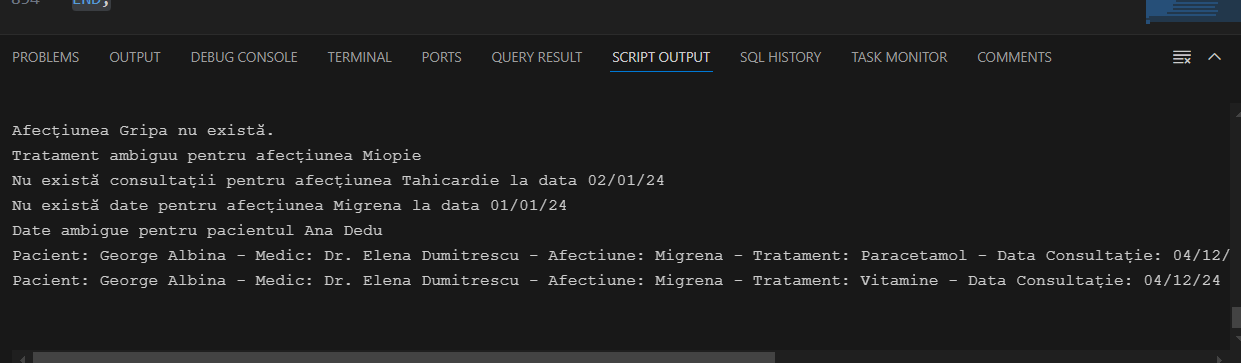 894 END;
PROBLEMS OUTPUT DEBUG CONSOLE TERMINAL PORTS QUERY RESULT SCRIPT OUTPUT SQL HISTORY TASK MONITOR COMMENTS
Afecțiunea Gripa nu există.
Tratament ambiguu pentru afecțiunea Miopie
Nu există consultații pentru afecțiunea Tahicardie la data 02/01/24
Nu există date pentru afecțiunea Migrena la data 01/01/24
Date ambigue pentru pacientul Ana Dedu
Pacient: George Albina - Medic: Dr. Elena Dumitrescu - Afectiune: Migrena - Tratament: Paracetamol - Data Consultație: 04/12/
Pacient: George Albina - Medic: Dr. Elena Dumitrescu - Afectiune: Migrena - Tratament: Vitamine - Data Consultație: 04/12/24